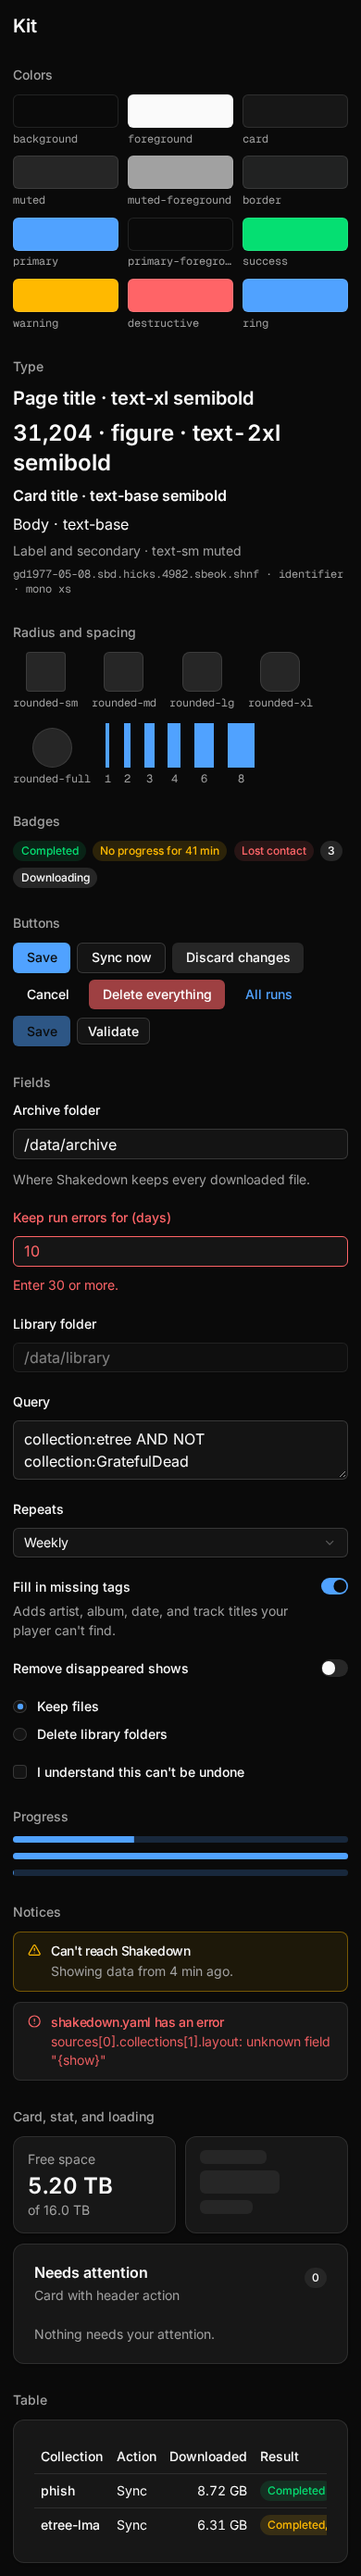 Kit
Colors
background foreground card
muted muted-foreground border
primary primary-foregro… success
warning destructive ring
Type
Page title · text-xl semibold
31,204 · figure · text-2xl
semibold
Card title · text-base semibold
Body · text-base
Label and secondary · text-sm muted
gd1977-05-08.sbd.hicks.4982.sbeok.shnf · identifier
· mono xs
Radius and spacing
rounded-sm rounded-md rounded-lg rounded-xl
rounded-full 1 2 3 4 6 8
Badges
Completed No progress for 41 min Lost contact 3
Downloading
Buttons
Save Sync now Discard changes
Cancel Delete everything All runs
Save Validate
Fields
Archive folder
/data/archive
Where Shakedown keeps every downloaded file.
Keep run errors for (days)
10
Enter 30 or more.
Library folder
/data/library
Query
collection:etree AND NOT
collection:GratefulDead
Repeats
Weekly
Fill in missing tags
Adds artist, album, date, and track titles your
player can't find.
Remove disappeared shows
Keep files
Delete library folders
I understand this can't be undone
Progress
Notices
Can't reach Shakedown
Showing data from 4 min ago.
shakedown.yaml has an error
sources[0].collections[1].layout: unknown field
"{show}"
Card, stat, and loading
Free space
5.20 TB
of 16.0 TB
Needs attention 0
Card with header action
Nothing needs your attention.
Table
Collection Action Downloaded Result
phish Sync 8.72 GB Completed
etree-lma Sync 6.31 GB Completed,